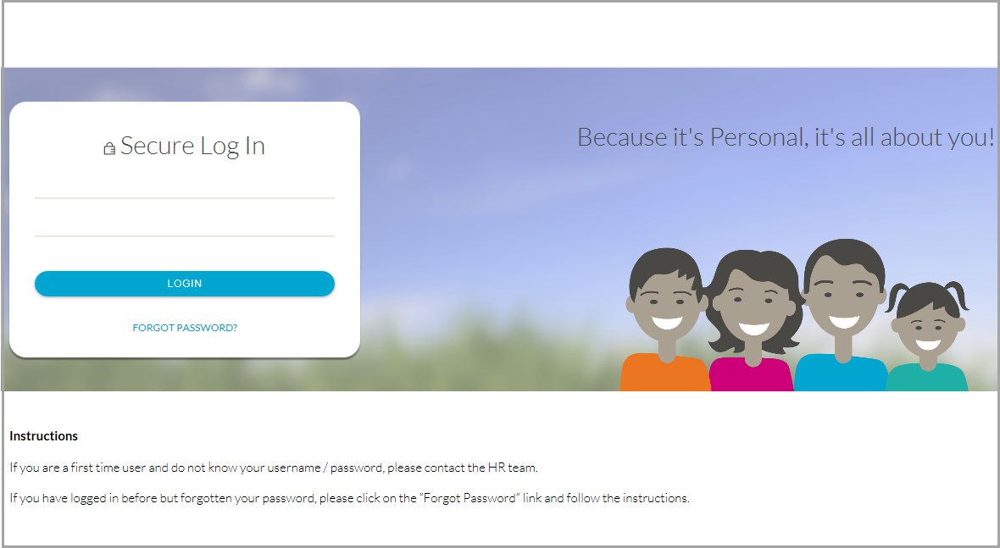 Secure Log In
LOGIN
FORGOT PASSWORD?
Because it's Personal, it's all about you!
Instructions
If you are a first time user and do not know your username / password, please contact the HR team.
If you have logged in before but forgotten your password, please click on the “Forgot Password” link and follow the instructions.